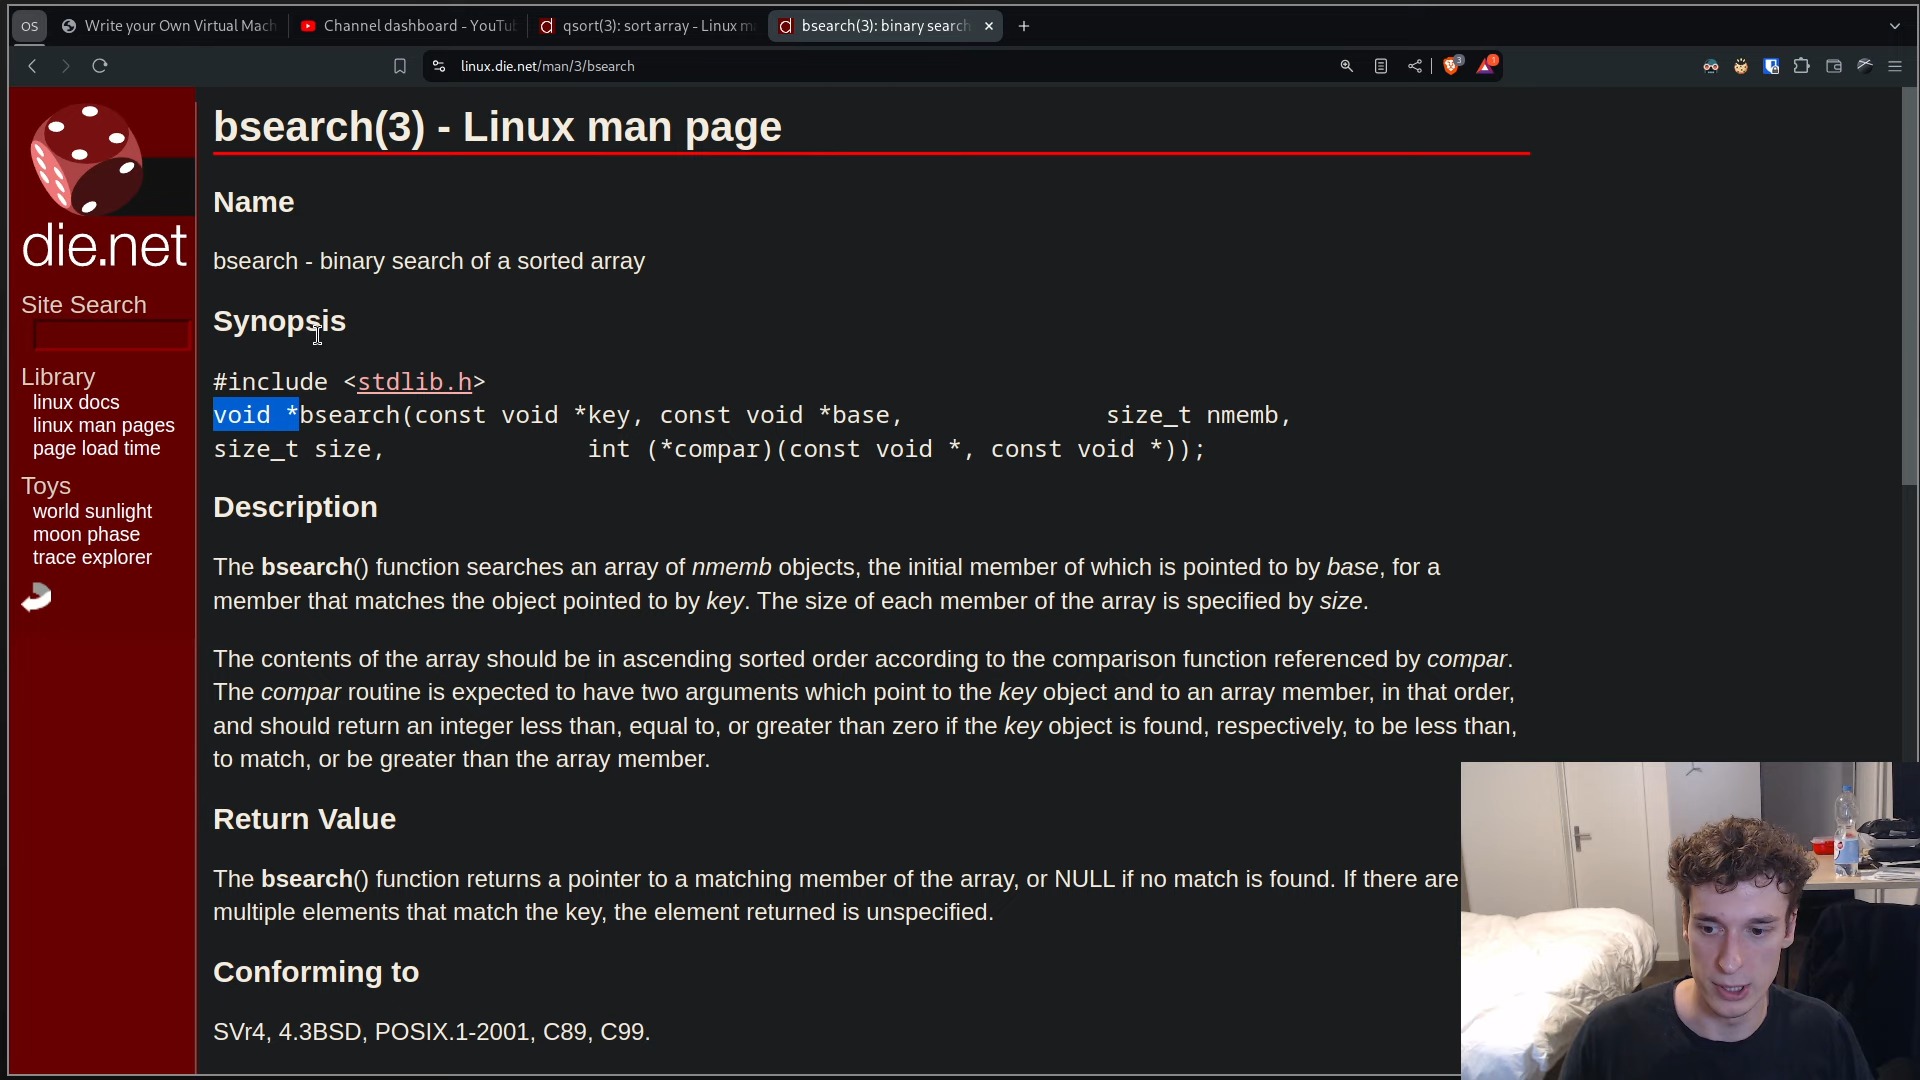 OS
Write your Own Virtual Mach
Channel dashboard - YouTu
qsort(3): sort array - Linux m
bsearch(3): binary search
linux.die.net/man/3/bsearch
3
1
die.net
Site Search
Library
linux docs
linux man pages
page load time
Toys
world sunlight
moon phase
trace explorer
bsearch(3) - Linux man page
Name
bsearch - binary search of a sorted array
Synopsis
#include <stdlib.h>
void *bsearch(const void *key, const void *base, size_t nmemb,
size_t size, int (*compar)(const void *, const void *));
Description
The bsearch() function searches an array of nmemb objects, the initial member of which is pointed to by base, for a
member that matches the object pointed to by key. The size of each member of the array is specified by size.
The contents of the array should be in ascending sorted order according to the comparison function referenced by compar.
The compar routine is expected to have two arguments which point to the key object and to an array member, in that order,
and should return an integer less than, equal to, or greater than zero if the key object is found, respectively, to be less than,
to match, or be greater than the array member.
Return Value
The bsearch() function returns a pointer to a matching member of the array, or NULL if no match is found. If there are
multiple elements that match the key, the element returned is unspecified.
Conforming to
SVr4, 4.3BSD, POSIX.1-2001, C89, C99.